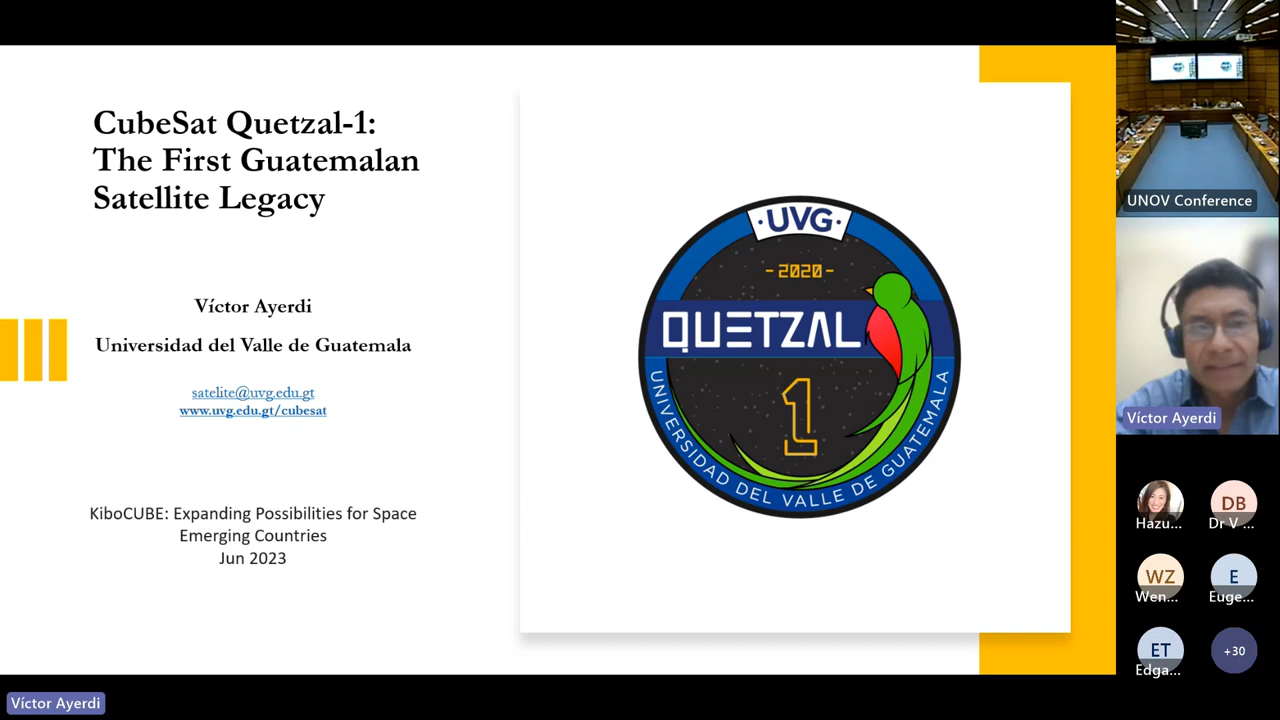 CubeSat Quetzal-1:
The First Guatemalan
Satellite Legacy
Víctor Ayerdi
Universidad del Valle de Guatemala
satelite@uvg.edu.gt
www.uvg.edu.gt/cubesat
KiboCUBE: Expanding Possibilities for Space
Emerging Countries
Jun 2023
·UVG·
- 2020 -
QUETZAL
1
UNIVERSIDAD DEL VALLE DE GUATEMALA
UNOV Conference
Víctor Ayerdi
Hazu...
DB
Dr V ...
WZ
Wen...
E
Euge...
ET
Edga...
+30
Víctor Ayerdi